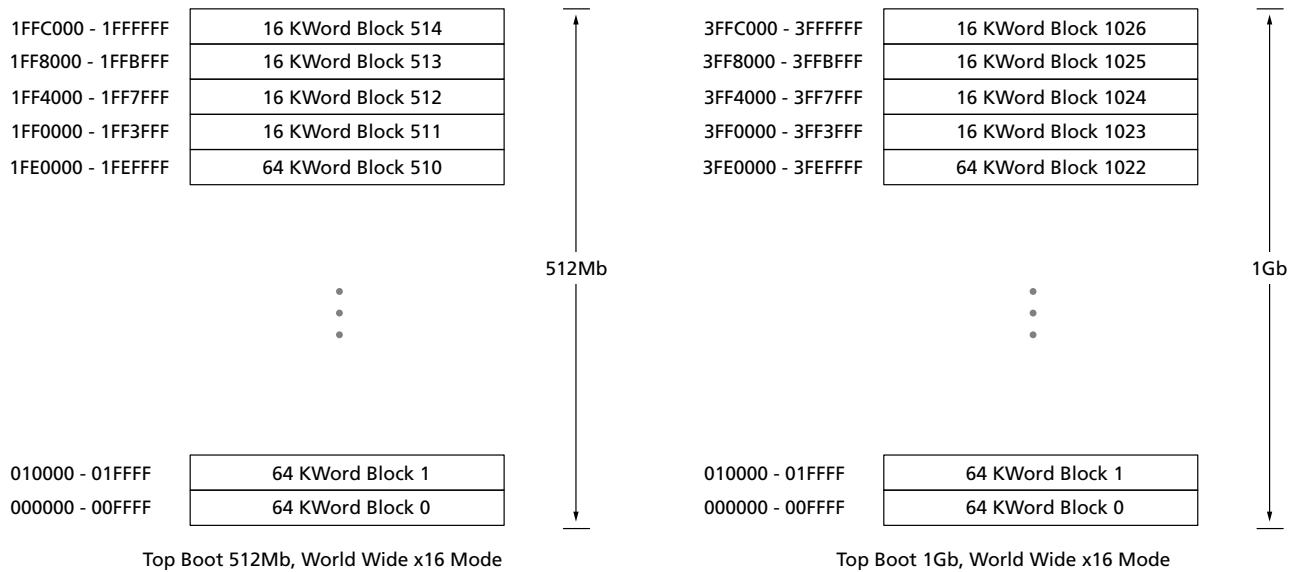 1FFC000 - 1FFFFFF 16 KWord Block 514
1FF8000 - 1FFBFFF 16 KWord Block 513
1FF4000 - 1FF7FFF 16 KWord Block 512
1FF0000 - 1FF3FFF 16 KWord Block 511
1FE0000 - 1FEFFFF 64 KWord Block 510
512Mb
010000 - 01FFFF 64 KWord Block 1
000000 - 00FFFF 64 KWord Block 0
Top Boot 512Mb, World Wide x16 Mode
3FFC000 - 3FFFFFF 16 KWord Block 1026
3FF8000 - 3FFBFFF 16 KWord Block 1025
3FF4000 - 3FF7FFF 16 KWord Block 1024
3FF0000 - 3FF3FFF 16 KWord Block 1023
3FE0000 - 3FEFFFF 64 KWord Block 1022
1Gb
010000 - 01FFFF 64 KWord Block 1
000000 - 00FFFF 64 KWord Block 0
Top Boot 1Gb, World Wide x16 Mode